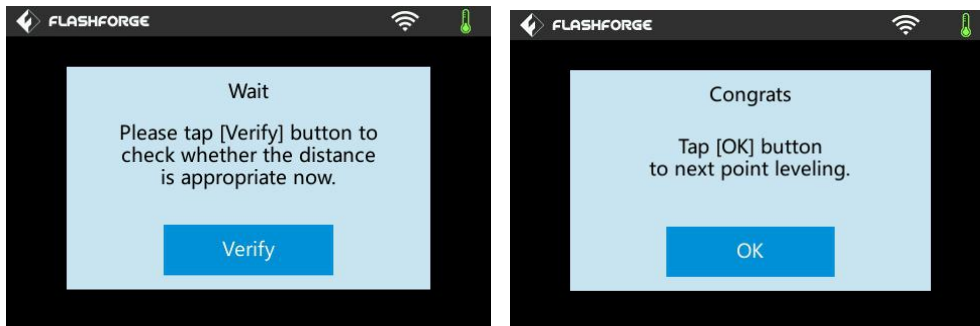 FLASHFORGE
Wait
Please tap [Verify] button to
check whether the distance
is appropriate now.
Verify
FLASHFORGE
Congrats
Tap [OK] button
to next point leveling.
OK